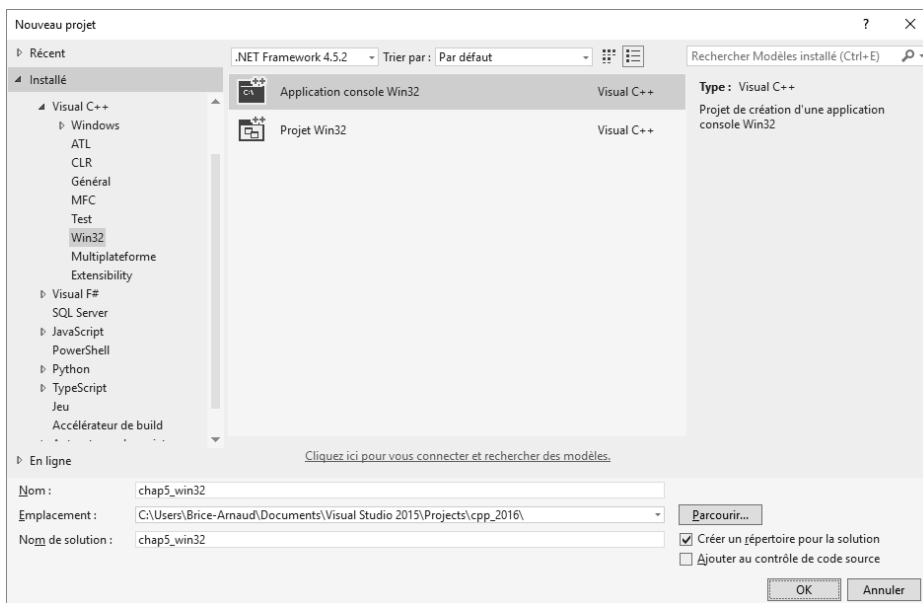 Nouveau projet ?
Récent
Installé
Visual C++
Windows
ATL
CLR
Général
MFC
Test
Win32
Multiplateforme
Extensibility
Visual F#
SQL Server
JavaScript
PowerShell
Python
TypeScript
Jeu
Accélérateur de build
En ligne
.NET Framework 4.5.2 Trier par : Par défaut
Application console Win32 Visual C++
Projet Win32 Visual C++
Cliquez ici pour vous connecter et rechercher des modèles.
Rechercher Modèles installé (Ctrl+E)
Type : Visual C++
Projet de création d'une application
console Win32
Nom : chap5_win32
Emplacement : C:\Users\Brice-Arnaud\Documents\Visual Studio 2015\Projects\cpp_2016\ Parcourir...
Nom de solution : chap5_win32 Créer un répertoire pour la solution
Ajouter au contrôle de code source
OK Annuler